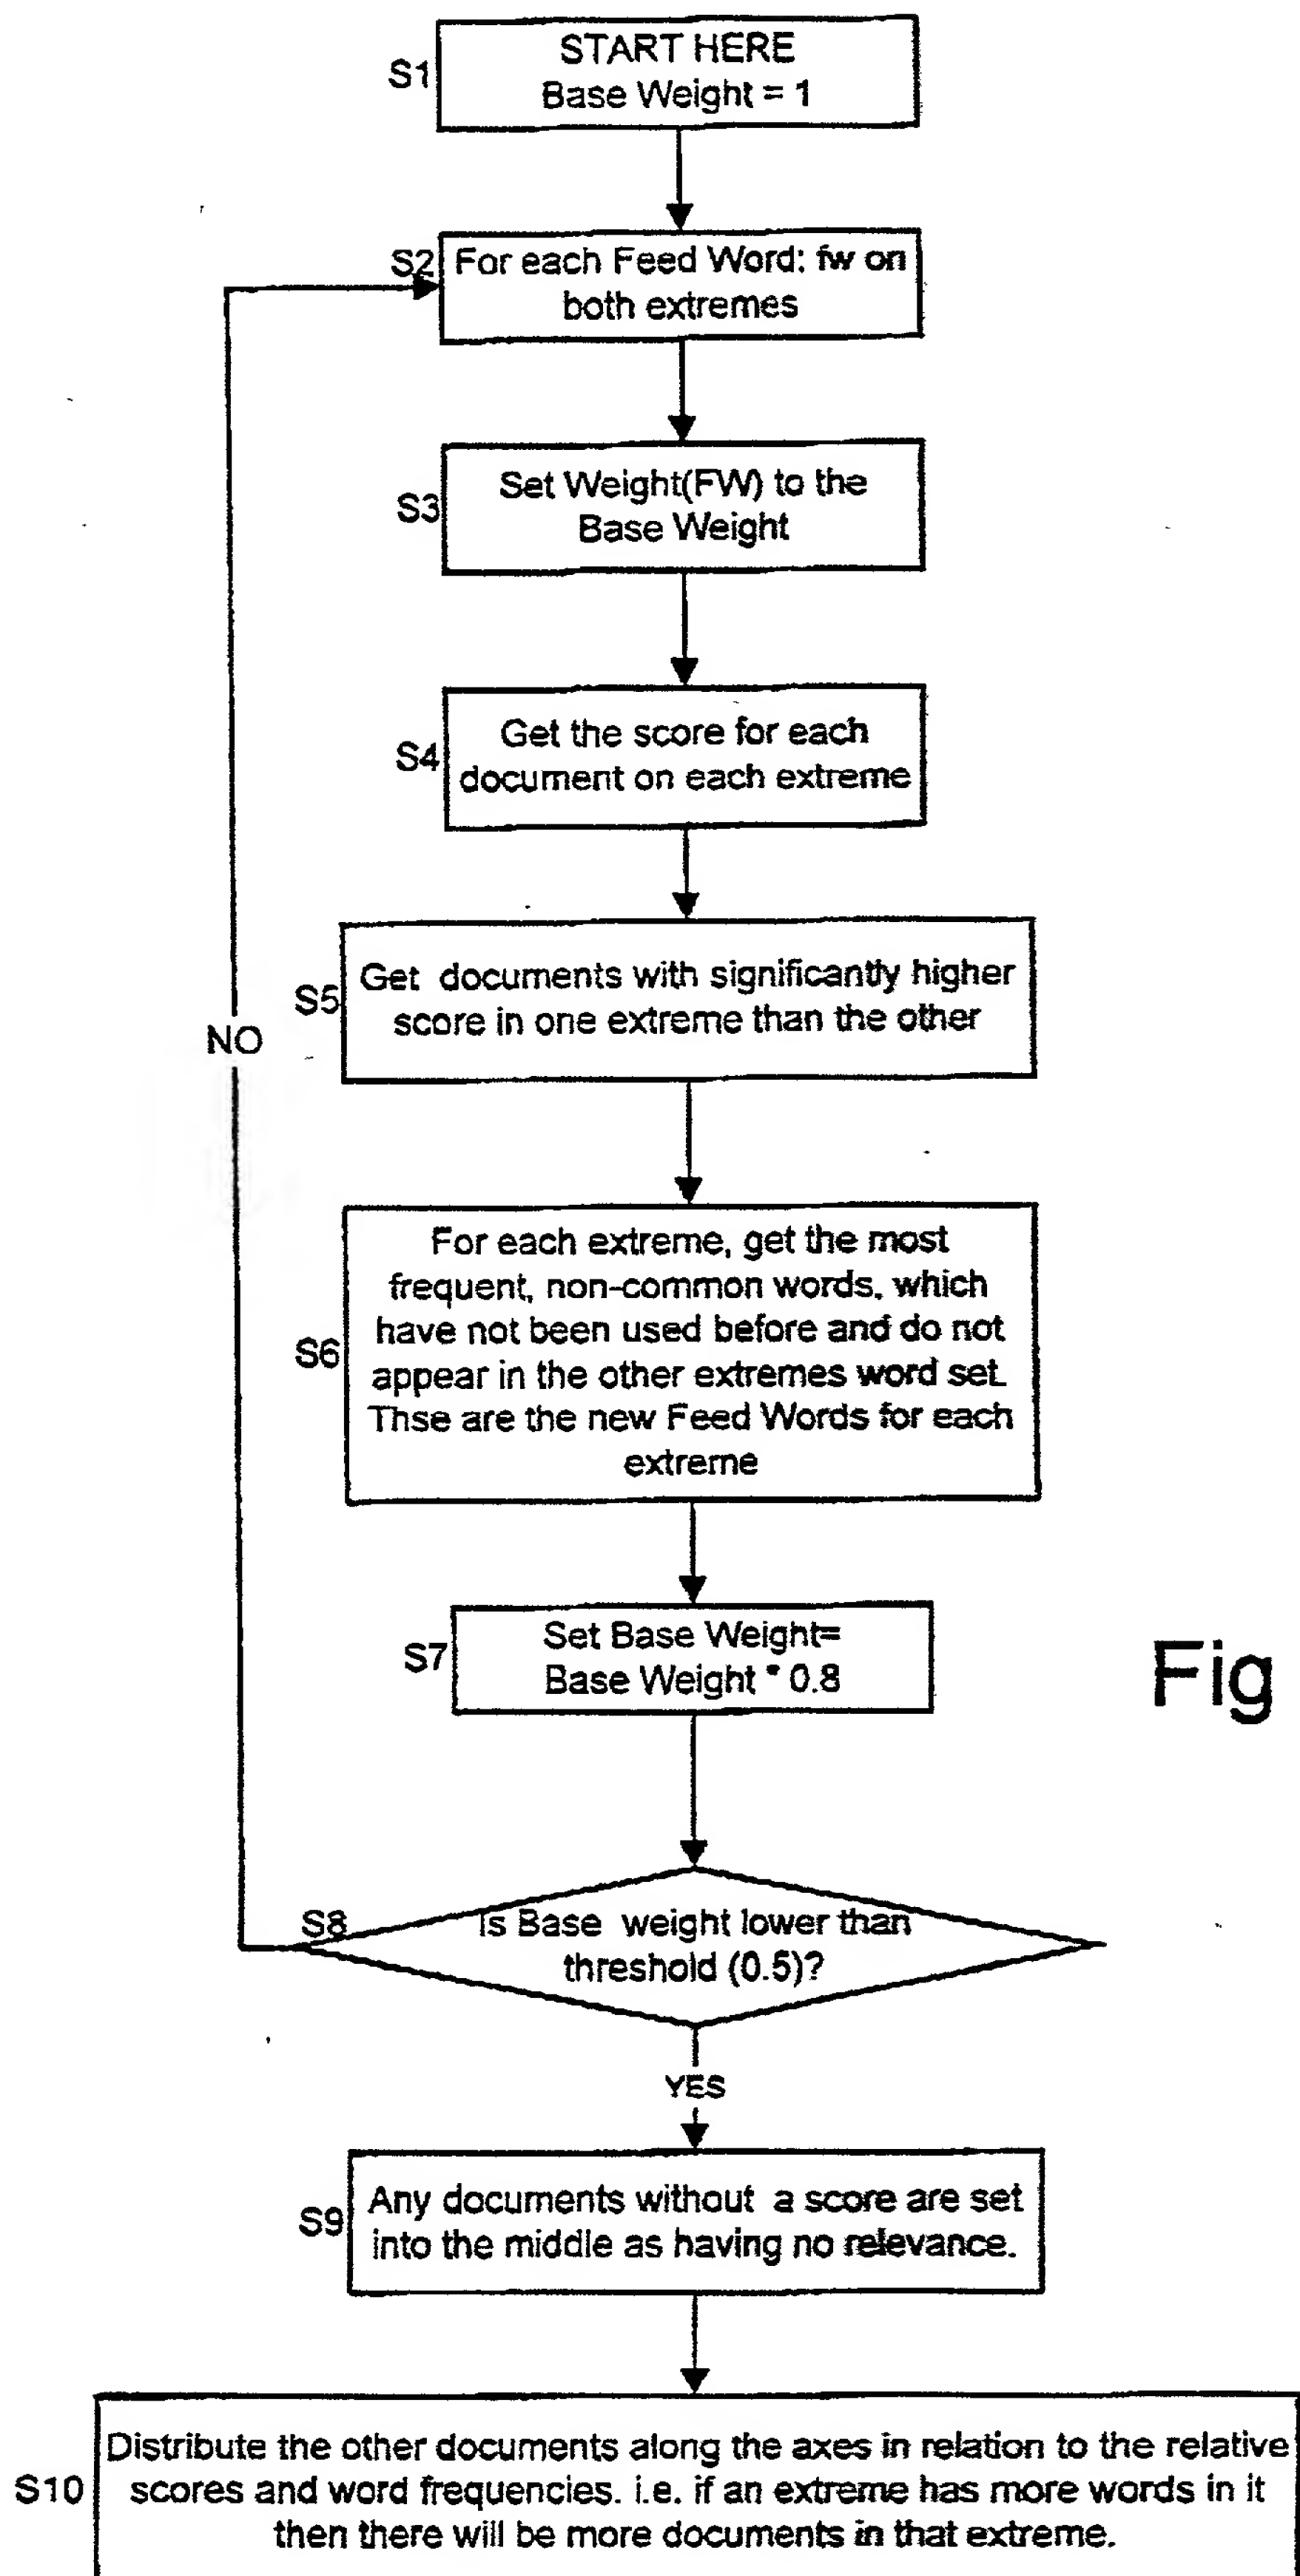 S1
START HERE
Base Weight = 1
S2
For each Feed Word: fw on
both extremes
S3
Set Weight(FW) to the
Base Weight
S4
Get the score for each
document on each extreme
S5
Get documents with significantly higher
score in one extreme than the other
NO
S6
For each extreme, get the most
frequent, non-common words, which
have not been used before and do not
appear in the other extremes word set.
Thse are the new Feed Words for each
extreme
S7
Set Base Weight=
Base Weight * 0.8
Fig
S8
Is Base weight lower than
threshold (0.5)?
YES
S9
Any documents without a score are set
into the middle as having no relevance.
S10
Distribute the other documents along the axes in relation to the relative
scores and word frequencies. i.e. if an extreme has more words in it
then there will be more documents in that extreme.